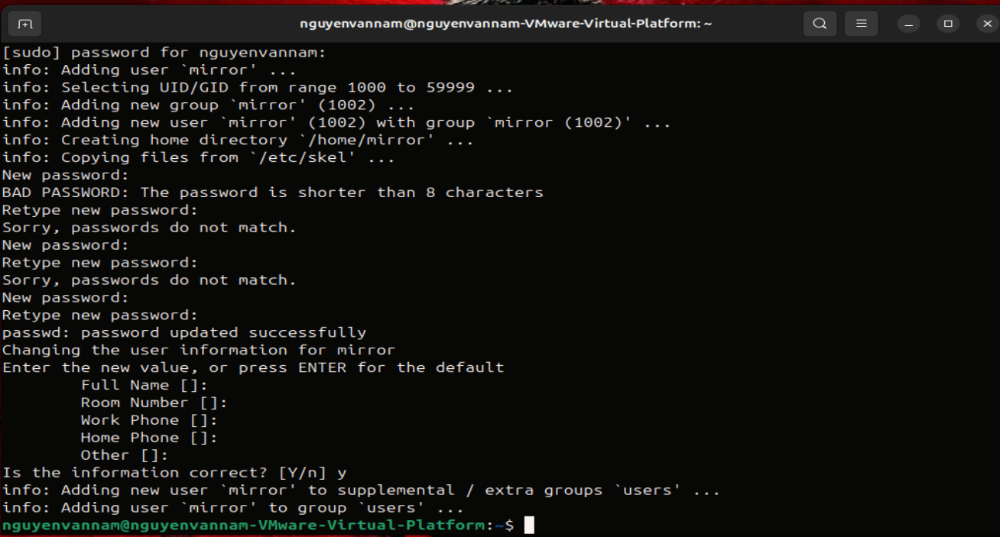 nguyenvannam@nguyenvannam-VMware-Virtual-Platform: ~
[sudo] password for nguyenvannam:
info: Adding user `mirror' ...
info: Selecting UID/GID from range 1000 to 59999 ...
info: Adding new group `mirror' (1002) ...
info: Adding new user `mirror' (1002) with group `mirror (1002)' ...
info: Creating home directory `/home/mirror' ...
info: Copying files from `/etc/skel' ...
New password:
BAD PASSWORD: The password is shorter than 8 characters
Retype new password:
Sorry, passwords do not match.
New password:
Retype new password:
Sorry, passwords do not match.
New password:
Retype new password:
passwd: password updated successfully
Changing the user information for mirror
Enter the new value, or press ENTER for the default
        Full Name []:
        Room Number []:
        Work Phone []:
        Home Phone []:
        Other []:
Is the information correct? [Y/n] y
info: Adding new user `mirror' to supplemental / extra groups `users' ...
info: Adding user `mirror' to group `users' ...
nguyenvannam@nguyenvannam-VMware-Virtual-Platform:~$